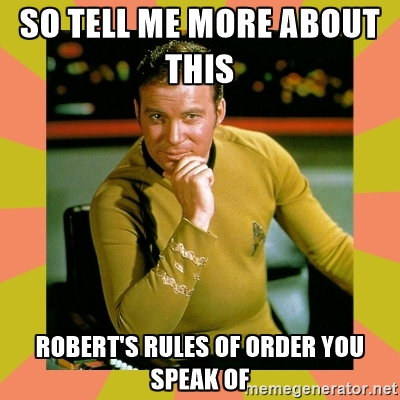 SO TELL ME MORE ABOUT
THIS
ROBERT'S RULES OF ORDER YOU
SPEAK OF
memegenerator.net